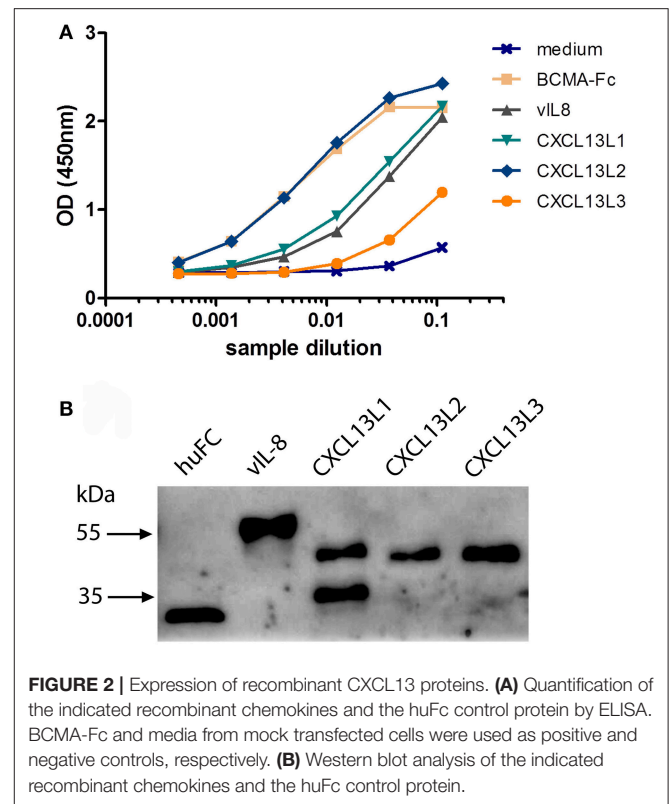 A
3
2
1
0
OD (450nm)
0.0001
0.001
0.01
0.1
sample dilution
medium
BCMA-Fc
vIL8
CXCL13L1
CXCL13L2
CXCL13L3
B
huFC
vIL-8
CXCL13L1
CXCL13L2
CXCL13L3
kDa
55
35
FIGURE 2 | Expression of recombinant CXCL13 proteins. (A) Quantification of
the indicated recombinant chemokines and the huFc control protein by ELISA.
BCMA-Fc and media from mock transfected cells were used as positive and
negative controls, respectively. (B) Western blot analysis of the indicated
recombinant chemokines and the huFc control protein.